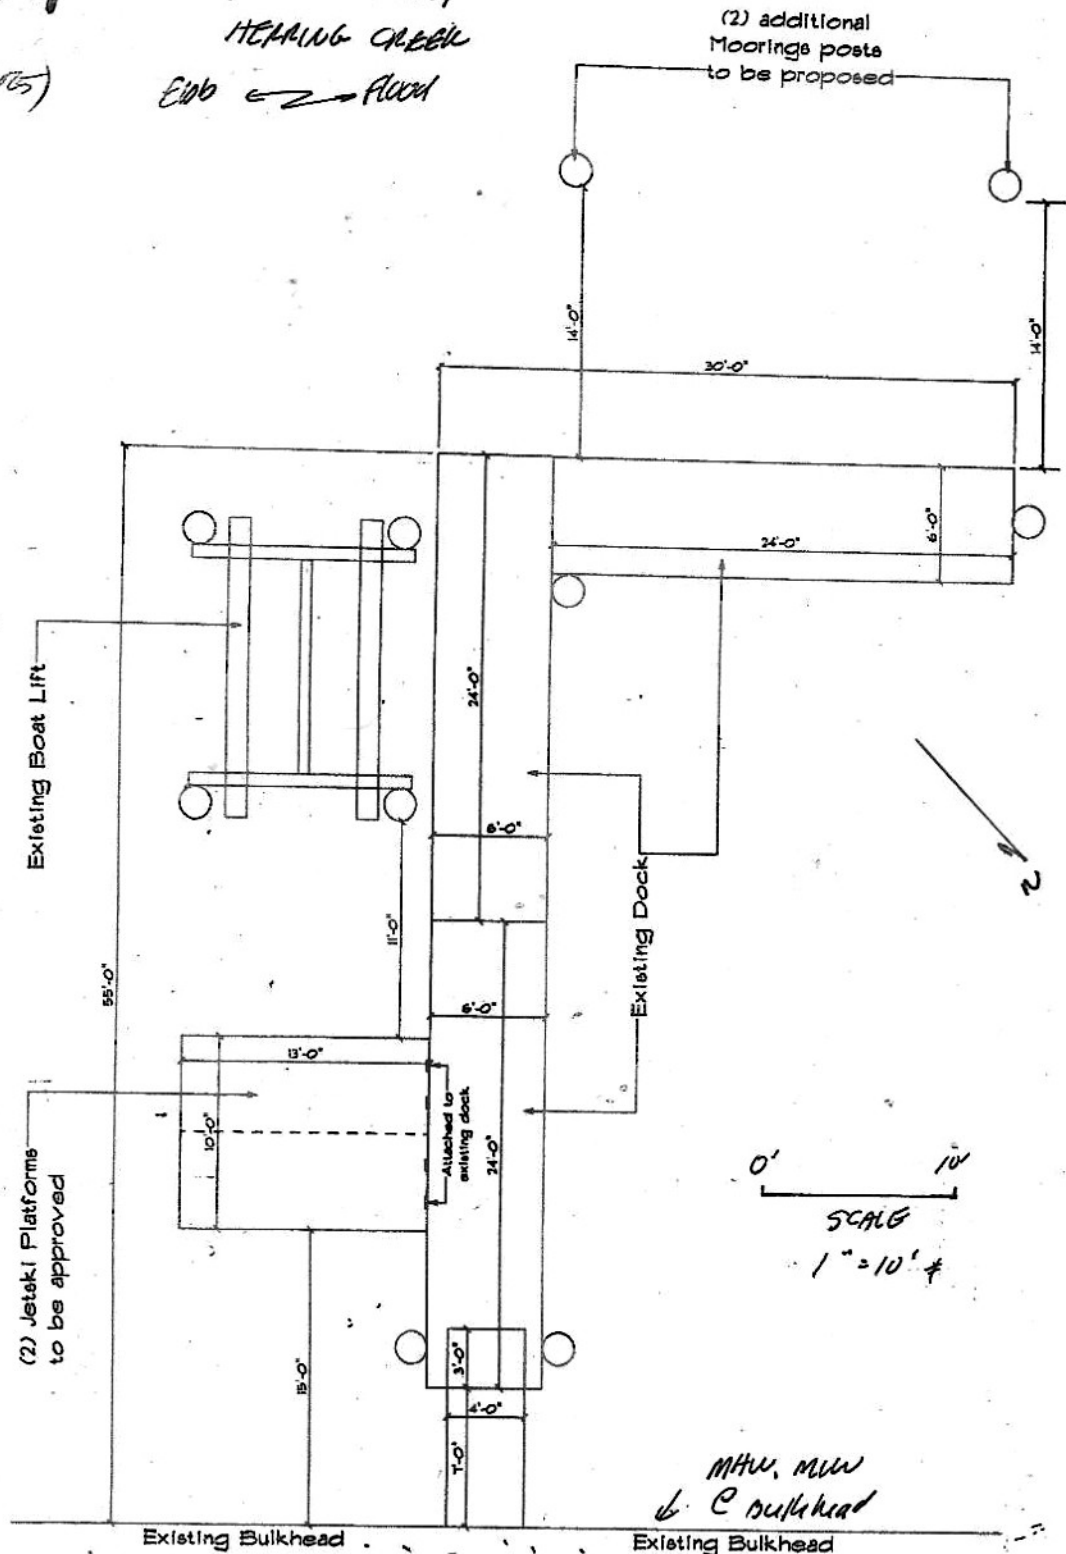 HERRING CREEK
Ebb Flood
(2) additional
Moorings posts
to be proposed
14'-0"
14'-0"
30'-0"
6'-0"
24'-0"
Existing Boat Lift
24'-0"
6'-0"
11'-0"
Existing Dock
55'-0"
6'-0"
13'-0"
10'-0"
Attached to
existing dock
24'-0"
(2) Jetski Platforms
to be approved
0' 10'
SCALE
1" = 10'
15'-0"
3'-0"
4'-0"
7'-0"
MHW, MLW
@ Bulkhead
Existing Bulkhead
Existing Bulkhead
N